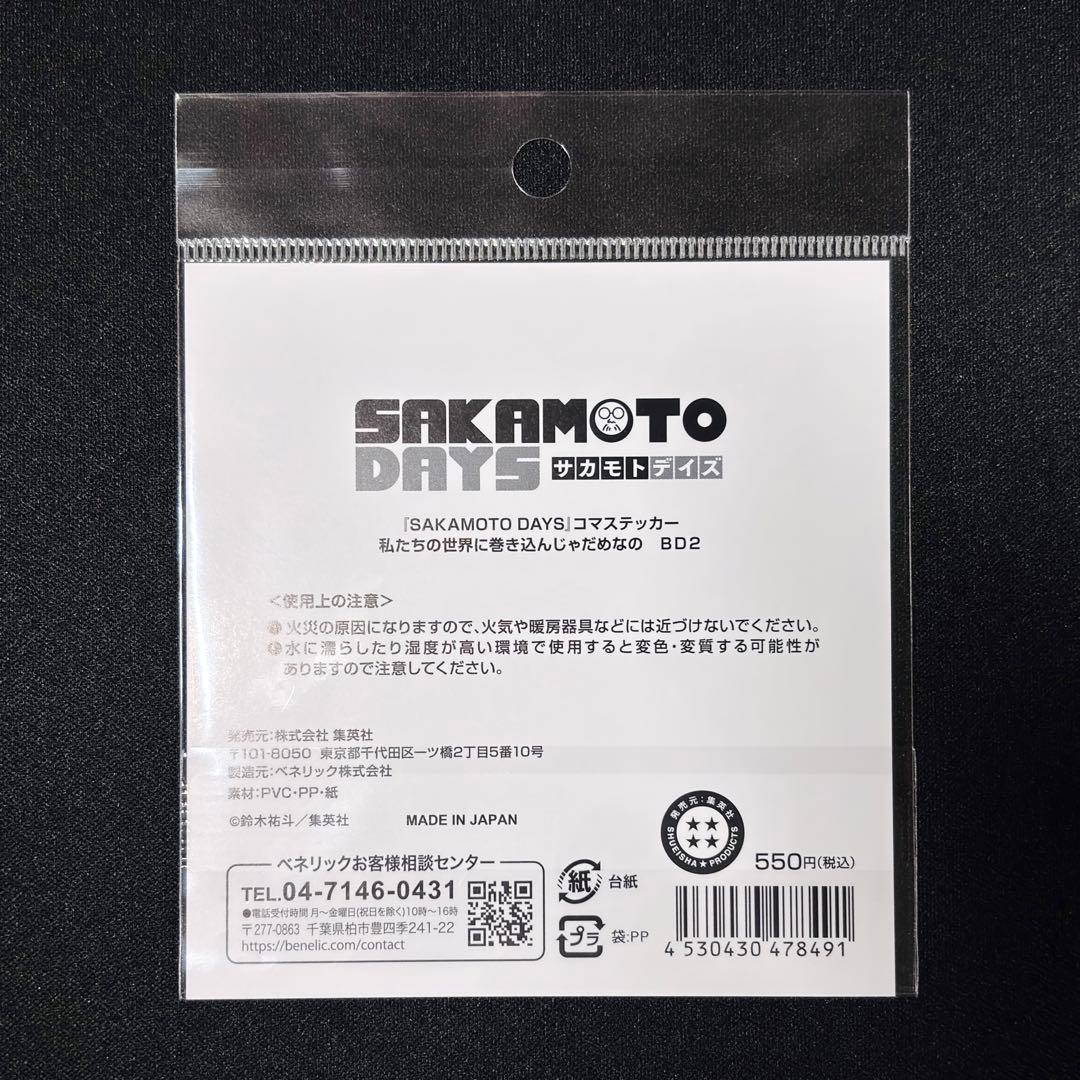 SAKAMOTO
DAYS サカモトデイズ
『SAKAMOTO DAYS』コマステッカー
私たちの世界に巻き込んじゃだめなの　BD2
＜使用上の注意＞
火災の原因になりますので、火気や暖房器具などには近づけないでください。
水に濡らしたり湿度が高い環境で使用すると変色・変質する可能性が
ありますので注意してください。
発売元：株式会社 集英社
〒101-8050 東京都千代田区一ツ橋2丁目5番10号
製造元：ベネリック株式会社
素材：PVC・PP・紙
©鈴木祐斗／集英社 MADE IN JAPAN
発売元：集英社
SHUEISHA★PRODUCTS
550円(税込)
ベネリックお客様相談センター
TEL.04-7146-0431
●電話受付時間 月〜金曜日(祝日を除く)10時〜16時
〒277-0863 千葉県柏市豊四季241-22
https://benelic.com/contact
紙 台紙
プラ 袋:PP
4 530430 478491